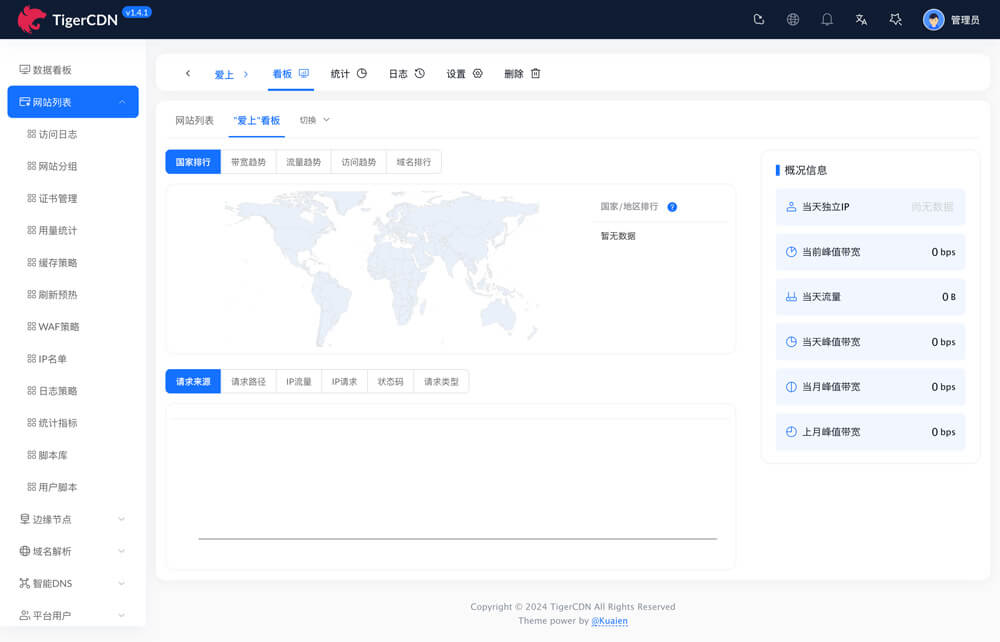 TigerCDN v1.4.1
管理员
数据看板
网站列表
访问日志
网站分组
证书管理
用量统计
缓存策略
刷新预热
WAF策略
IP名单
日志策略
统计指标
脚本库
用户脚本
边缘节点
域名解析
智能DNS
平台用户
爱上 看板 统计 日志 设置 删除
网站列表 "爱上"看板 切换
国家排行 带宽趋势 流量趋势 访问趋势 域名排行
国家/地区排行
暂无数据
请求来源 请求路径 IP流量 IP请求 状态码 请求类型
概况信息
当天独立IP 尚无数据
当前峰值带宽 0 bps
当天流量 0 B
当天峰值带宽 0 bps
当月峰值带宽 0 bps
上月峰值带宽 0 bps
Copyright © 2024 TigerCDN All Rights Reserved
Theme power by @Kuaien